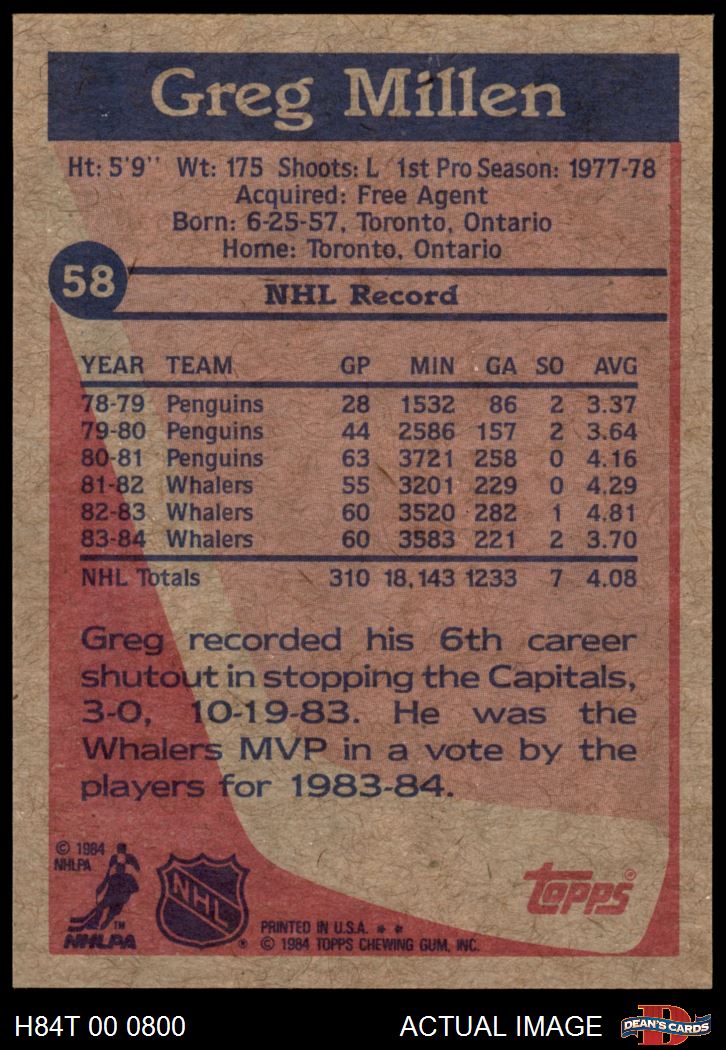 Greg Millen
Ht: 5'9'' Wt: 175 Shoots: L 1st Pro Season: 1977-78
Acquired: Free Agent
Born: 6-25-57, Toronto, Ontario
Home: Toronto, Ontario
58
NHL Record
YEAR TEAM GP MIN GA SO AVG
78-79 Penguins 28 1532 86 2 3.37
79-80 Penguins 44 2586 157 2 3.64
80-81 Penguins 63 3721 258 0 4.16
81-82 Whalers 55 3201 229 0 4.29
82-83 Whalers 60 3520 282 1 4.81
83-84 Whalers 60 3583 221 2 3.70
NHL Totals 310 18,143 1233 7 4.08
Greg recorded his 6th career
shutout in stopping the Capitals,
3-0, 10-19-83. He was the
Whalers MVP in a vote by the
players for 1983-84.
© 1984
NHLPA
TM
NHLPA
NHL
®
topps®
PRINTED IN U.S.A. * *
© 1984 TOPPS CHEWING GUM, INC.
H84T 00 0800
ACTUAL IMAGE
D
DEAN'S CARDS